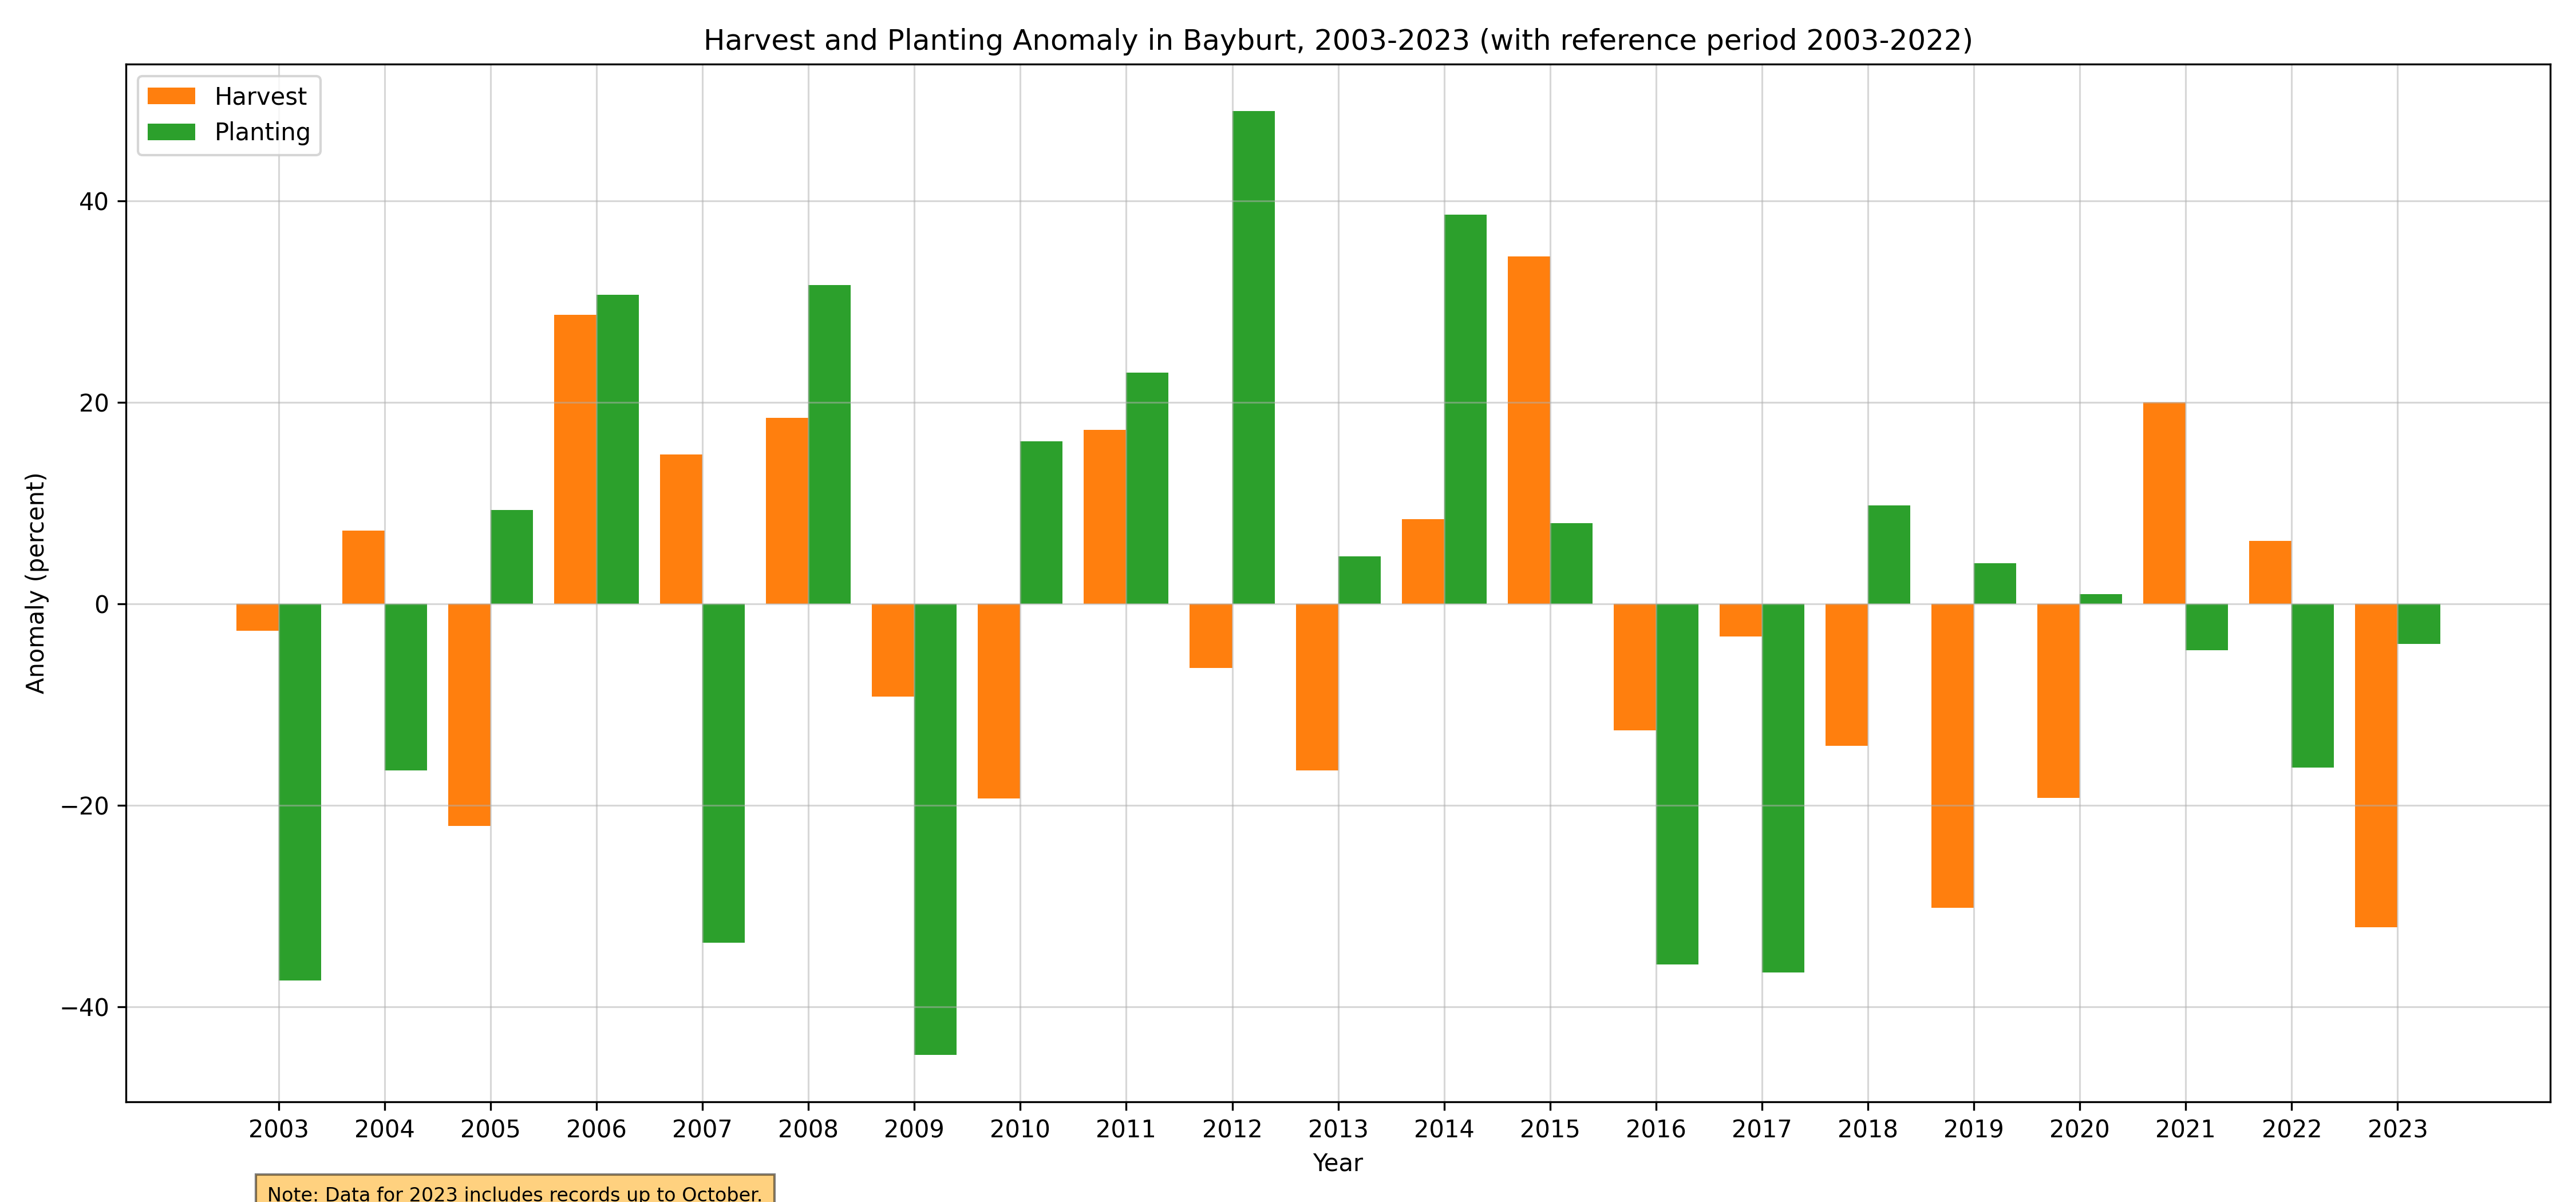 Harvest and Planting Anomaly in Bayburt, 2003-2023 (with reference period 2003-2022)
Harvest
Planting
40
20
0
−20
−40
Anomaly (percent)
2003 2004 2005 2006 2007 2008 2009 2010 2011 2012 2013 2014 2015 2016 2017 2018 2019 2020 2021 2022 2023
Year
Note: Data for 2023 includes records up to October.